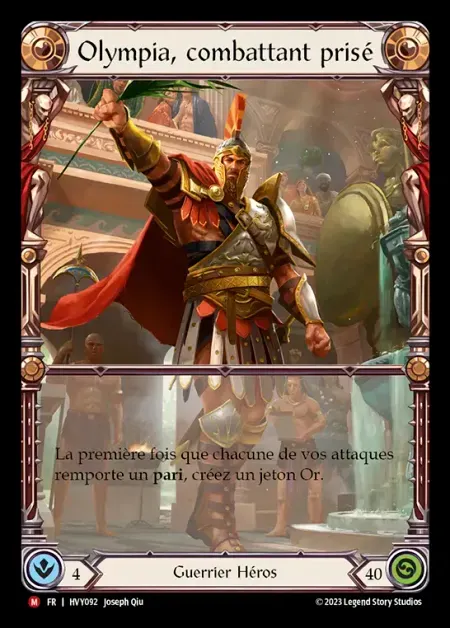 Olympia, combattant prisé
La première fois que chacune de vos attaques
remporte un pari, créez un jeton Or.
4
Guerrier Héros
40
M FR | HVY092 Joseph Qiu
© 2023 Legend Story Studios